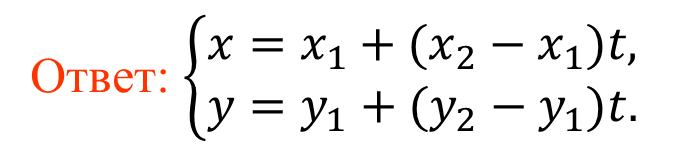 Ответ: { x = x₁ + (x₂ − x₁)t,
y = y₁ + (y₂ − y₁)t.